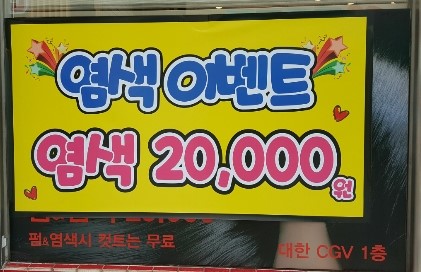 염색 이벤트
염색 20,000원
펄&염색시 컷트는 무료
대한 CGV 1층